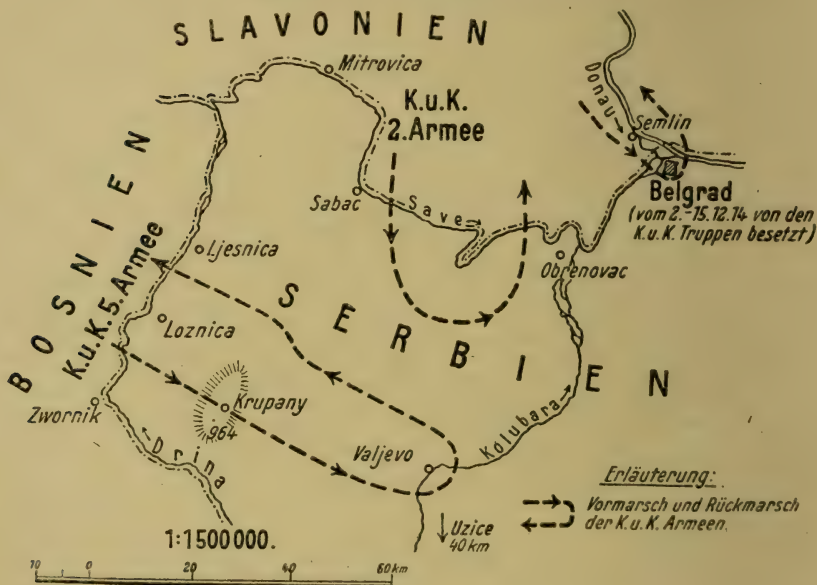 SLAVONIEN
Mitrovica
K.u.K.
2.Armee
Donau
Semlin
Belgrad
(vom 2.-15.12.14 von den
K.u.K. Truppen besetzt)
Sabac
Save
BOSNIEN
K.u.K. 5. Armee
Ljesnica
Obrenovac
SERBIEN
Loznica
Zwornik
Krupany
964
Drina
Valjevo
Kolubara
Uzice
40 km
Erläuterung:
Vormarsch und Rückmarsch
der K.u.K. Armeen.
1:1500000.
10 0 20 40 60 km